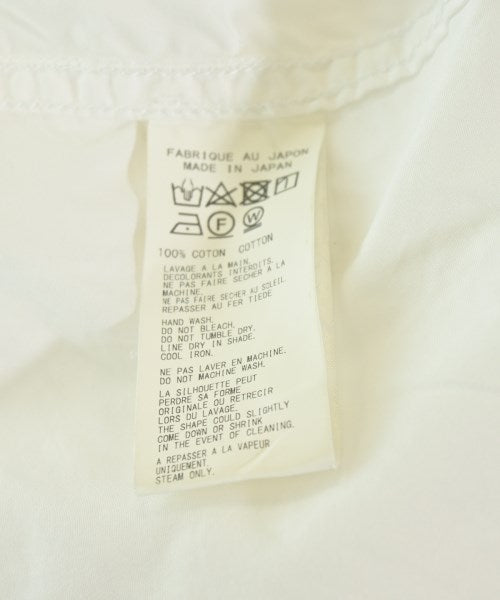 FABRIQUE AU JAPON
MADE IN JAPAN
F W
100% COTON COTTON
LAVAGE A LA MAIN.
DECOLORANTS INTERDITS.
NE PAS FAIRE SECHER A LA
MACHINE.
NE PAS FAIRE SECHER AU SOLEIL
REPASSER AU FER TIEDE
HAND WASH.
DO NOT BLEACH.
DO NOT TUMBLE DRY.
LINE DRY IN SHADE.
COOL IRON.
NE PAS LAVER EN MACHINE.
DO NOT MACHINE WASH.
LA SILHOUETTE PEUT
PERDRE SA FORME
ORIGINALE OU RETRECIR
LORS DU LAVAGE.
THE SHAPE COULD SLIGHTLY
COME DOWN OR SHRINK
IN THE EVENT OF CLEANING.
A REPASSER A LA VAPEUR
UNIQUEMENT.
STEAM ONLY.